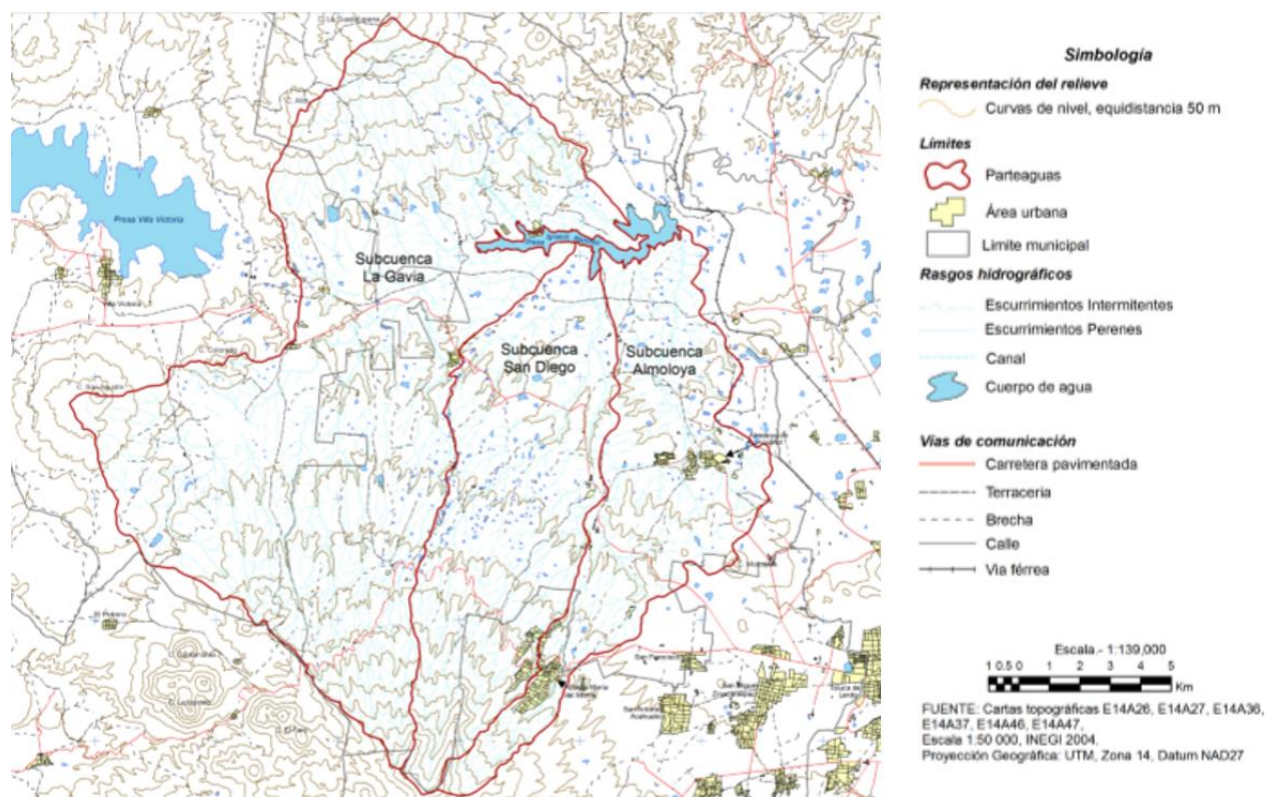 Presa Villa Victoria
Subcuenca
La Gavia
Subcuenca
San Diego
Subcuenca
Almoloya
Simbología
Representación del relieve
Curvas de nivel, equidistancia 50 m
Límites
Parteaguas
Área urbana
Límite municipal
Rasgos hidrográficos
Escurrimientos Intermitentes
Escurrimientos Perenes
Canal
Cuerpo de agua
Vías de comunicación
Carretera pavimentada
Terraceria
Brecha
Calle
Via férrea
Escala.- 1:139,000
1 0.5 0 1 2 3 4 5
Km
FUENTE: Cartas topográficas E14A26, E14A27, E14A36,
E14A37, E14A46, E14A47,
Escala 1:50 000, INEGI 2004.
Proyección Geográfica: UTM, Zona 14, Datum NAD27